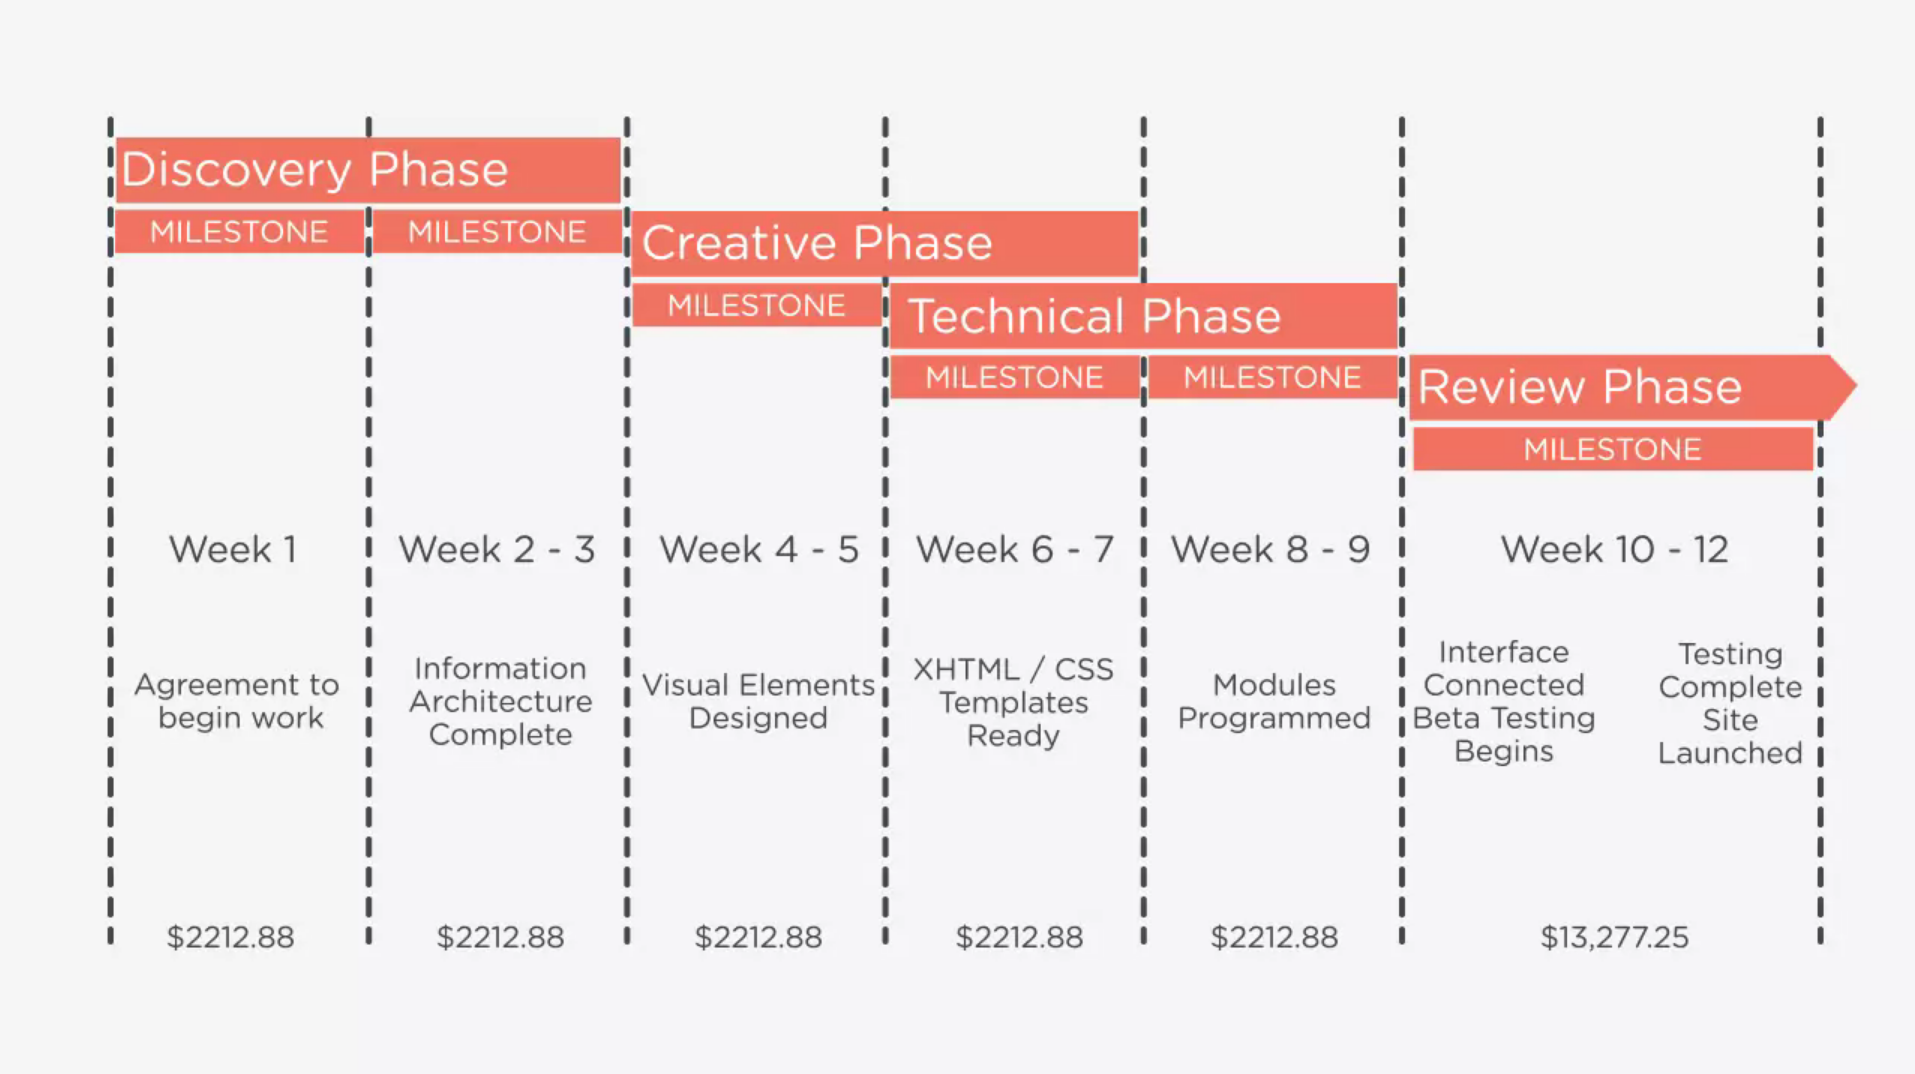 Discovery Phase
MILESTONE
MILESTONE
Creative Phase
MILESTONE
Technical Phase
MILESTONE
MILESTONE
Review Phase
MILESTONE
Week 1
Week 2 - 3
Week 4 - 5
Week 6 - 7
Week 8 - 9
Week 10 - 12
Agreement to
begin work
Information
Architecture
Complete
Visual Elements
Designed
XHTML / CSS
Templates
Ready
Modules
Programmed
Interface
Connected
Beta Testing
Begins
Testing
Complete
Site
Launched
$2212.88
$2212.88
$2212.88
$2212.88
$2212.88
$13,277.25